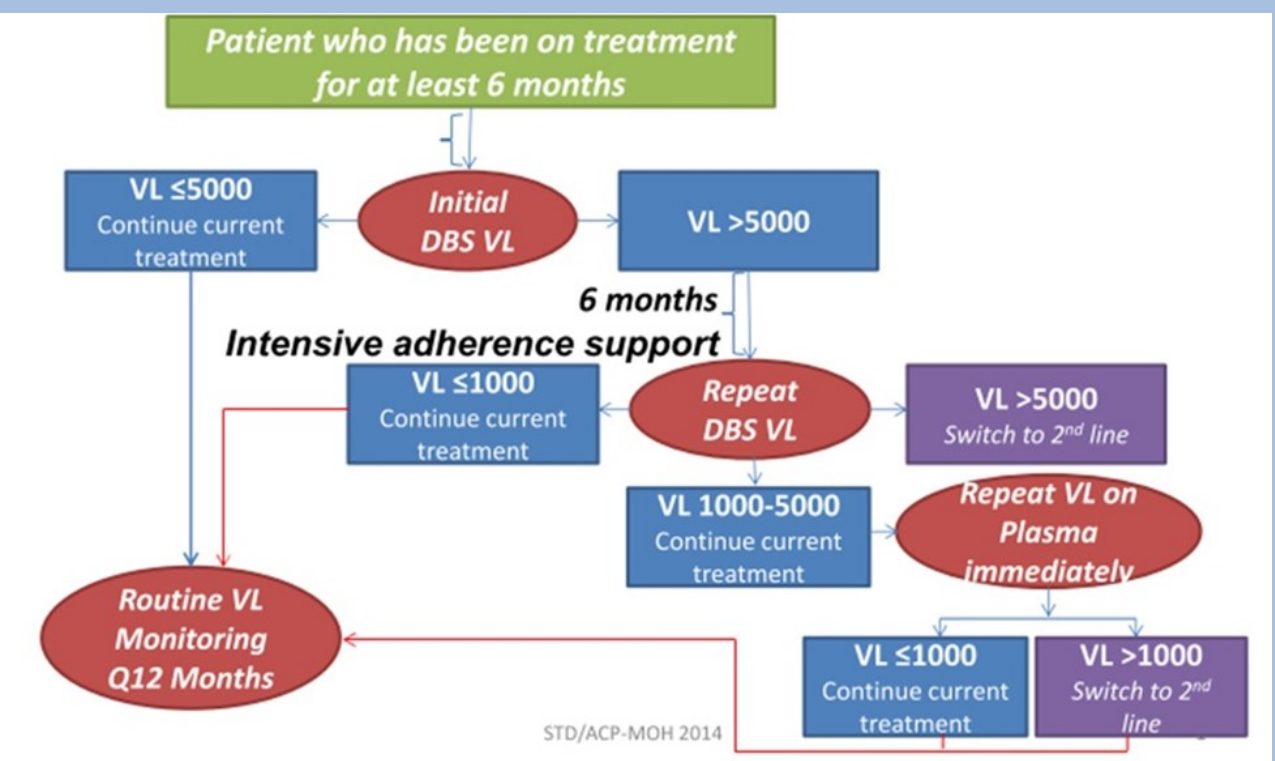 Patient who has been on treatment
for at least 6 months
VL ≤5000
Continue current
treatment
Initial
DBS VL
VL >5000
6 months
Intensive adherence support
VL ≤1000
Continue current
treatment
Repeat
DBS VL
VL >5000
Switch to 2nd line
VL 1000-5000
Continue current
treatment
Repeat VL on
Plasma
immediately
Routine VL
Monitoring
Q12 Months
VL ≤1000
Continue current
treatment
VL >1000
Switch to 2nd
line
STD/ACP-MOH 2014